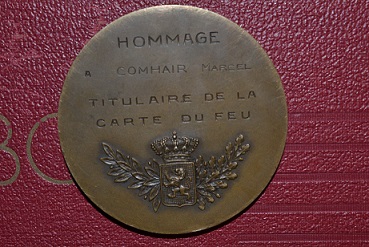 HOMMAGE
A COMHAIR MARCEL
TITULAIRE DE LA
CARTE DU FEU